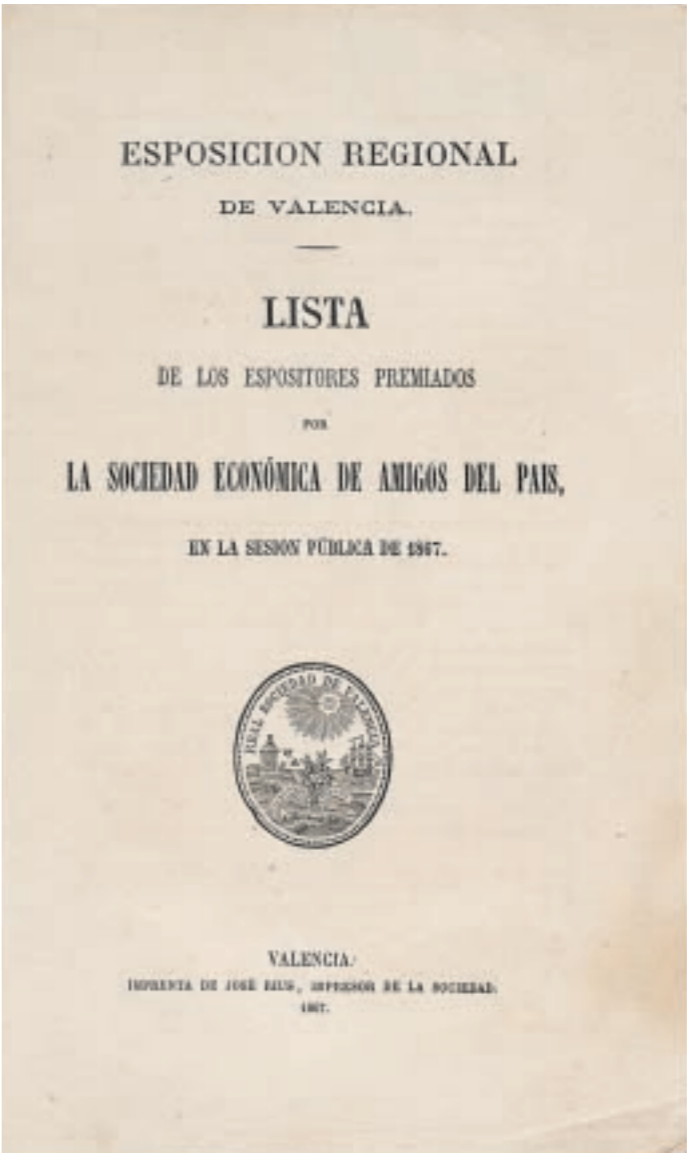 ESPOSICION REGIONAL
DE VALENCIA.
LISTA
DE LOS ESPOSITORES PREMIADOS
POR
LA SOCIEDAD ECONÓMICA DE AMIGOS DEL PAIS,
EN LA SESION PÚBLICA DE 1867.
REAL SOCIEDAD DE VALENCIA
VALENCIA:
IMPRENTA DE JOSÉ RIUS, IMPRESOR DE LA SOCIEDAD.
1867.